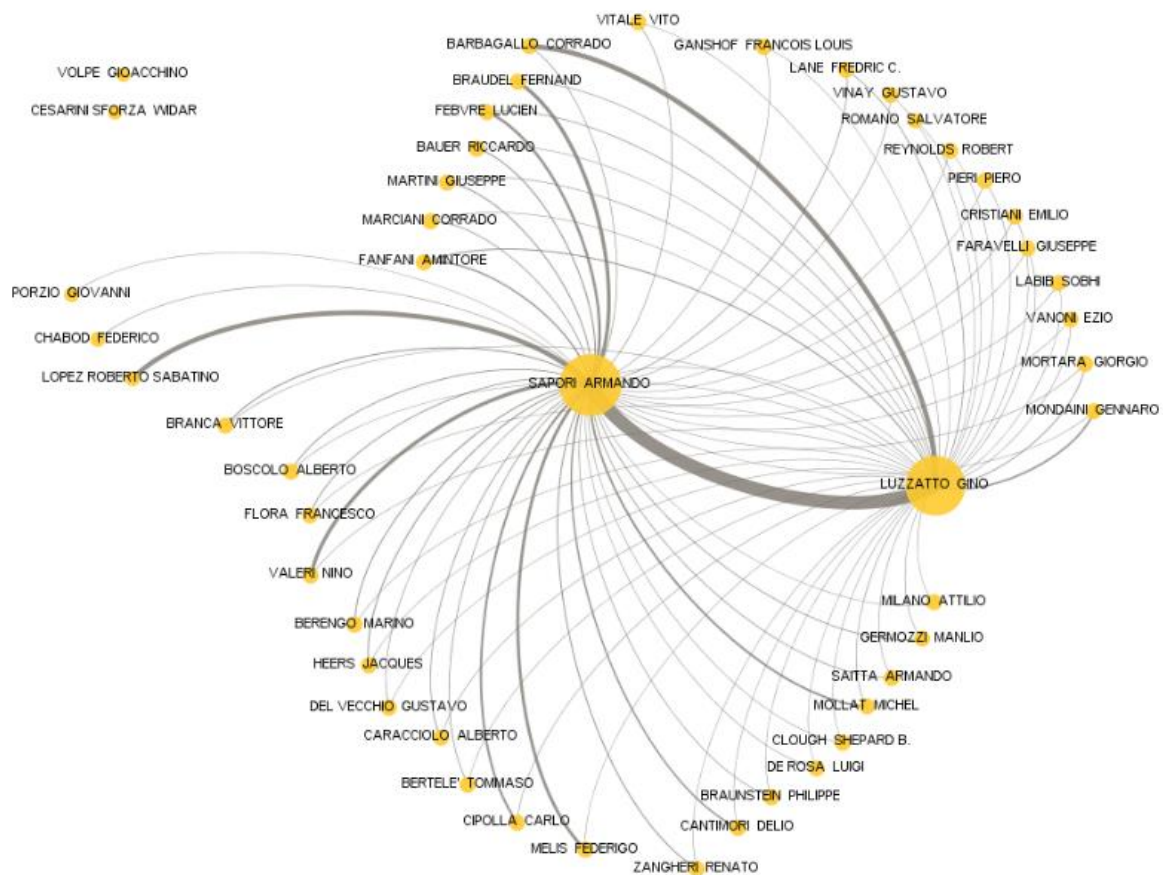 VITALE VITO
BARBAGALLO CORRADO
GANSHOF FRANCOIS LOUIS
LANE FREDRIC C.
VOLPE GIOACCHINO
BRAUDEL FERNAND
VINAY GUSTAVO
CESARINI SFORZA WIDAR
FEBVRE LUCIEN
ROMANO SALVATORE
BAUER RICCARDO
REYNOLDS ROBERT
MARTINI GIUSEPPE
PIERI PIERO
MARCIANI CORRADO
CRISTIANI EMILIO
FARAVELLI GIUSEPPE
FANFANI AMINTORE
LABIB SOBHI
PORZIO GIOVANNI
VANONI EZIO
CHABOD FEDERICO
MORTARA GIORGIO
LOPEZ ROBERTO SABATINO
SAPORI ARMANDO
MONDAINI GENNARO
BRANCA VITTORE
BOSCOLO ALBERTO
LUZZATTO GINO
FLORA FRANCESCO
VALERI NINO
MILANO ATTILIO
BERENGO MARINO
GERMOZZI MANLIO
HEERS JACQUES
SAITTA ARMANDO
DEL VECCHIO GUSTAVO
MOLLAT MICHEL
CARACCIOLO ALBERTO
CLOUGH SHEPARD B.
DE ROSA LUIGI
BERTELE' TOMMASO
BRAUNSTEIN PHILIPPE
CIPOLLA CARLO
CANTIMORI DELIO
MELIS FEDERIGO
ZANGHERI RENATO